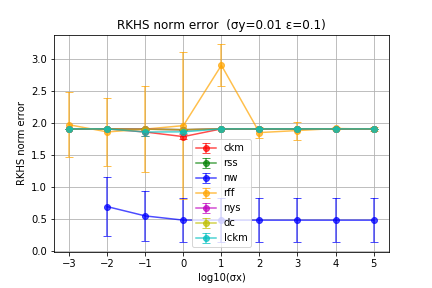 RKHS norm error (σy=0.01 ε=0.1)
RKHS norm error
3.0
2.5
2.0
1.5
1.0
0.5
0.0
ckm
rss
nw
rff
nys
dc
lckm
−3 −2 −1 0 1 2 3 4 5
log10(σx)